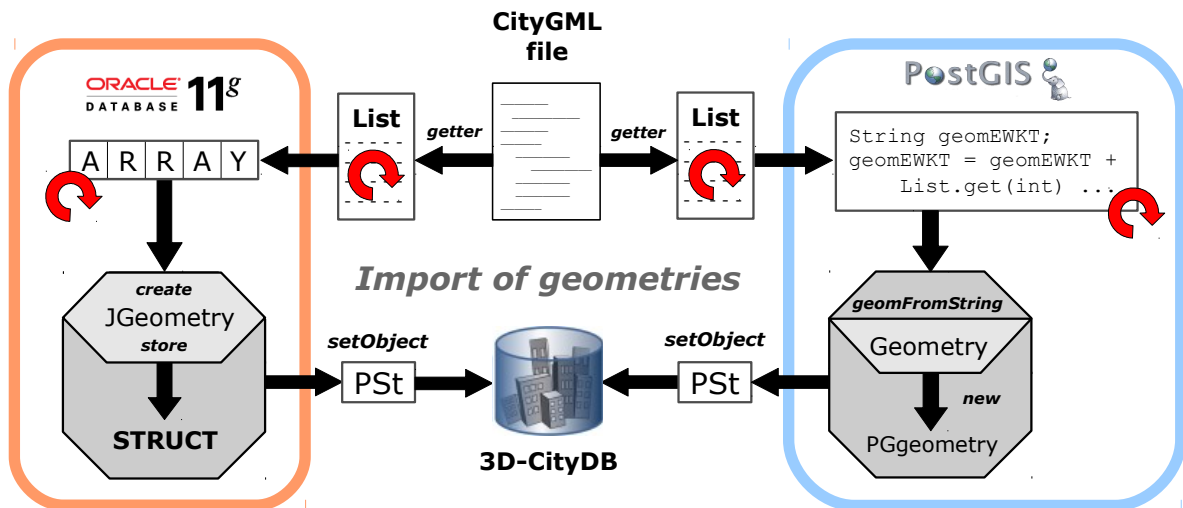 CityGML
file
ORACLE
DATABASE 11g
PostGIS
List
getter
getter
List
A R R A Y
String geomEWKT;
geomEWKT = geomEWKT +
List.get(int) ...
Import of geometries
create
JGeometry
store
STRUCT
setObject
PSt
setObject
PSt
geomFromString
Geometry
new
PGgeometry
3D-CityDB